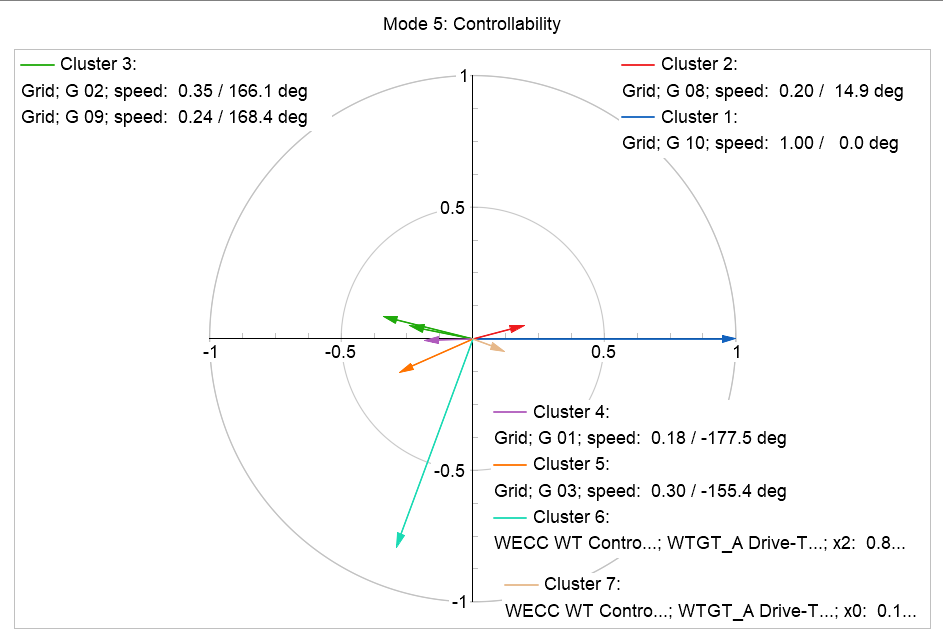 Mode 5: Controllability
Cluster 3:
Grid; G 02; speed: 0.35 / 166.1 deg
Grid; G 09; speed: 0.24 / 168.4 deg
Cluster 2:
Grid; G 08; speed: 0.20 / 14.9 deg
Cluster 1:
Grid; G 10; speed: 1.00 / 0.0 deg
1
0.5
-1
-0.5
0.5
1
-0.5
-1
Cluster 4:
Grid; G 01; speed: 0.18 / -177.5 deg
Cluster 5:
Grid; G 03; speed: 0.30 / -155.4 deg
Cluster 6:
WECC WT Contro...; WTGT_A Drive-T...; x2: 0.8...
Cluster 7:
WECC WT Contro...; WTGT_A Drive-T...; x0: 0.1...